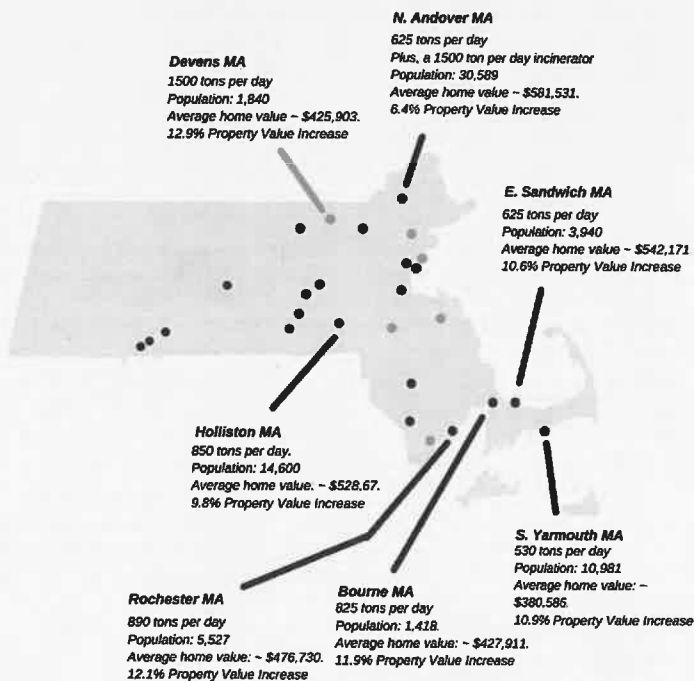 N. Andover MA
625 tons per day
Plus, a 1500 ton per day incinerator
Population: 30,589
Average home value ~ $581,531.
6.4% Property Value Increase
Devens MA
1500 tons per day
Population: 1,840
Average home value ~ $425,903.
12.9% Property Value Increase
E. Sandwich MA
625 tons per day
Population: 3,940
Average home value ~ $542,171
10.6% Property Value Increase
Holliston MA
850 tons per day.
Population: 14,600
Average home value. ~ $528.67.
9.8% Property Value Increase
S. Yarmouth MA
530 tons per day
Population: 10,981
Average home value: ~
$380,586.
10.9% Property Value Increase
Rochester MA
890 tons per day
Population: 5,527
Average home value: ~ $476,730.
12.1% Property Value Increase
Bourne MA
825 tons per day
Population: 1,418.
Average home value: ~ $427,911.
11.9% Property Value Increase